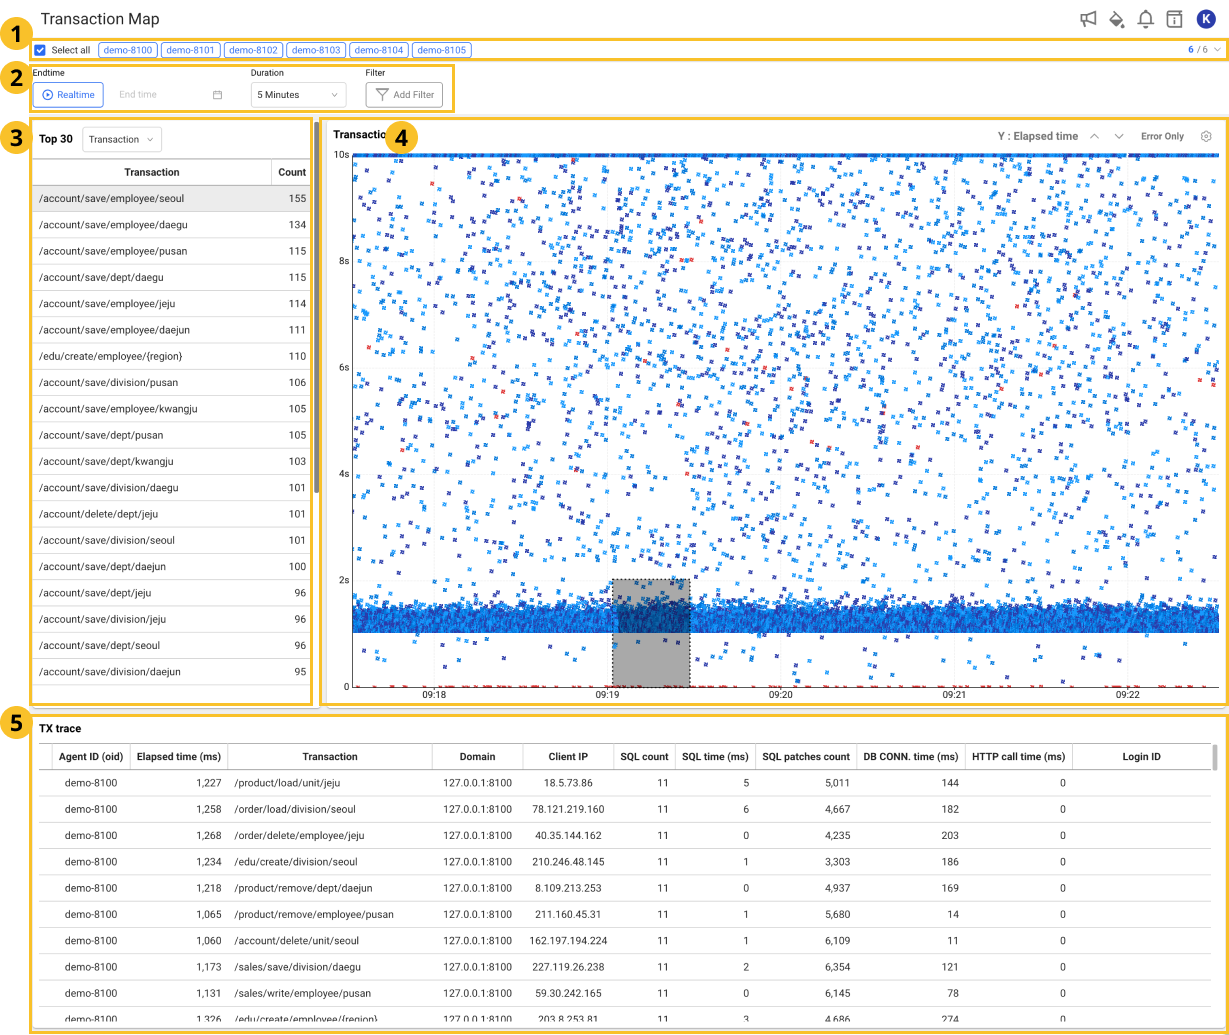 Transaction Map
K
1
Select all demo-8100 demo-8101 demo-8102 demo-8103 demo-8104 demo-8105 6 / 6
2
Endtime Duration Filter
Realtime End time 5 Minutes Add Filter
3
Top 30 Transaction
Transaction Count
/account/save/employee/seoul 155
/account/save/employee/daegu 134
/account/save/employee/pusan 115
/account/save/dept/daegu 115
/account/save/employee/jeju 114
/account/save/employee/daejun 111
/edu/create/employee/{region} 110
/account/save/division/pusan 106
/account/save/employee/kwangju 105
/account/save/dept/pusan 105
/account/save/dept/kwangju 103
/account/save/division/daegu 101
/account/delete/dept/jeju 101
/account/save/division/seoul 101
/account/save/dept/daejun 100
/account/save/dept/jeju 96
/account/save/division/jeju 96
/account/save/dept/seoul 96
/account/save/division/daejun 95
Transactio 4 Y : Elapsed time Error Only
10s
8s
6s
4s
2s
0
09:18 09:19 09:20 09:21 09:22
5
TX trace
Agent ID (oid) Elapsed time (ms) Transaction Domain Client IP SQL count SQL time (ms) SQL patches count DB CONN. time (ms) HTTP call time (ms) Login ID
demo-8100 1,227 /product/load/unit/jeju 127.0.0.1:8100 18.5.73.86 11 5 5,011 144 0
demo-8100 1,258 /order/load/division/seoul 127.0.0.1:8100 78.121.219.160 11 6 4,667 182 0
demo-8100 1,268 /order/delete/employee/jeju 127.0.0.1:8100 40.35.144.162 11 0 4,235 203 0
demo-8100 1,234 /edu/create/division/seoul 127.0.0.1:8100 210.246.48.145 11 1 3,303 186 0
demo-8100 1,218 /product/remove/dept/daejun 127.0.0.1:8100 8.109.213.253 11 0 4,937 169 0
demo-8100 1,065 /product/remove/employee/pusan 127.0.0.1:8100 211.160.45.31 11 1 5,680 14 0
demo-8100 1,060 /account/delete/unit/seoul 127.0.0.1:8100 162.197.194.224 11 1 6,109 11 0
demo-8100 1,173 /sales/save/division/daegu 127.0.0.1:8100 227.119.26.238 11 2 6,354 121 0
demo-8100 1,131 /sales/write/employee/pusan 127.0.0.1:8100 59.30.242.165 11 0 6,145 78 0
demo-8100 1,326 /edu/create/employee/{region} 127.0.0.1:8100 203.8.253.81 11 3 4,686 274 0